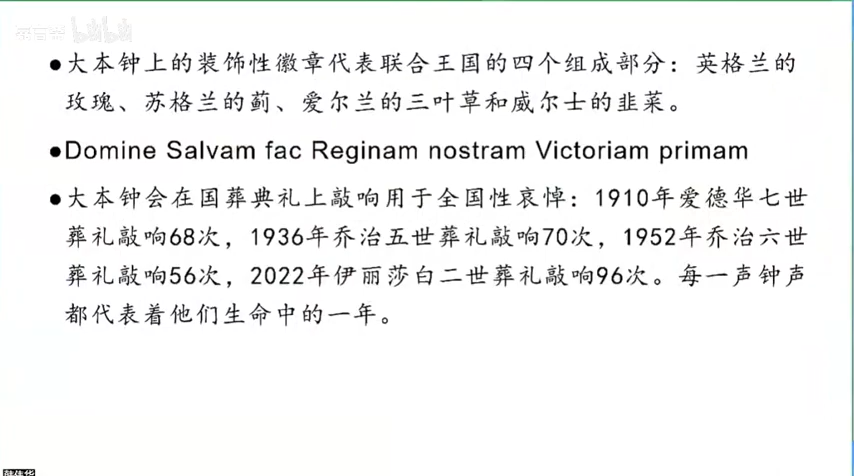 bilibili
●大本钟上的装饰性徽章代表联合王国的四个组成部分：英格兰的
玫瑰、苏格兰的蓟、爱尔兰的三叶草和威尔士的韭菜。
●Domine Salvam fac Reginam nostram Victoriam primam
●大本钟会在国葬典礼上敲响用于全国性哀悼：1910年爱德华七世
葬礼敲响68次，1936年乔治五世葬礼敲响70次，1952年乔治六世
葬礼敲响56次，2022年伊丽莎白二世葬礼敲响96次。每一声钟声
都代表着他们生命中的一年。